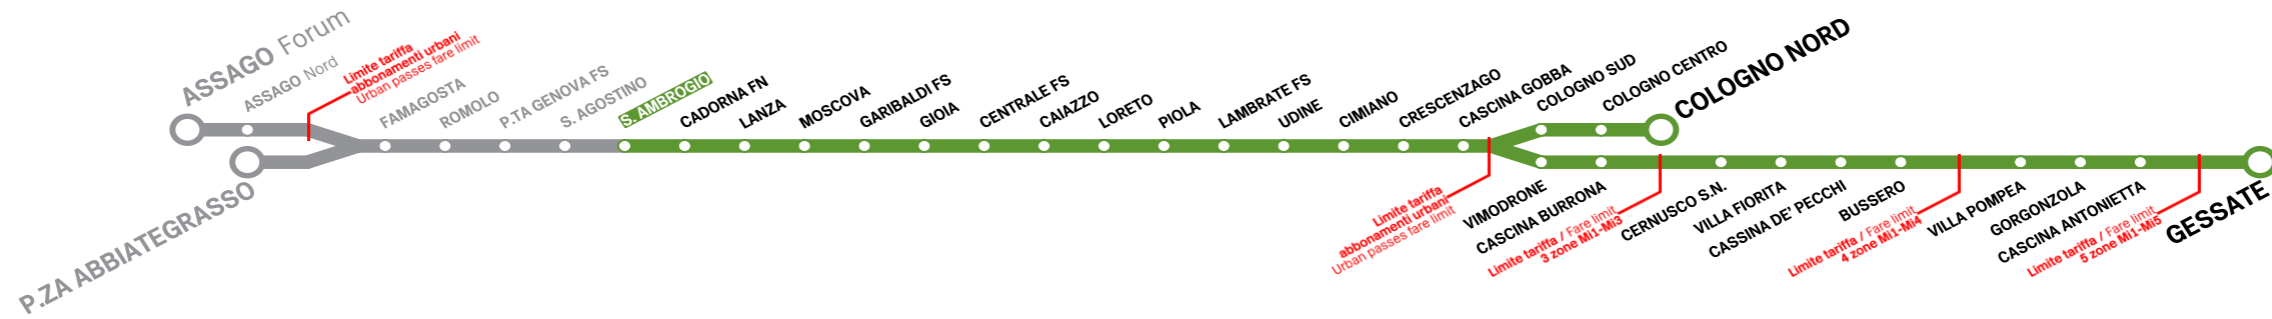 ASSAGO Forum
ASSAGO Nord
Limite tariffa
abbonamenti urbani
Urban passes fare limit
P.ZA ABBIATEGRASSO
FAMAGOSTA
ROMOLO
P.TA GENOVA FS
S. AGOSTINO
S. AMBROGIO
CADORNA FN
LANZA
MOSCOVA
GARIBALDI FS
GIOIA
CENTRALE FS
CAIAZZO
LORETO
PIOLA
LAMBRATE FS
UDINE
CIMIANO
CRESCENZAGO
CASCINA GOBBA
COLOGNO SUD
COLOGNO CENTRO
COLOGNO NORD
Limite tariffa
abbonamenti urbani
Urban passes fare limit
VIMODRONE
CASCINA BURRONA
Limite tariffa / Fare limit
3 zone Mi1-Mi3
CERNUSCO S.N.
VILLA FIORITA
CASSINA DE' PECCHI
BUSSERO
Limite tariffa / Fare limit
4 zone Mi1-Mi4
VILLA POMPEA
GORGONZOLA
CASCINA ANTONIETTA
Limite tariffa / Fare limit
5 zone Mi1-Mi5
GESSATE